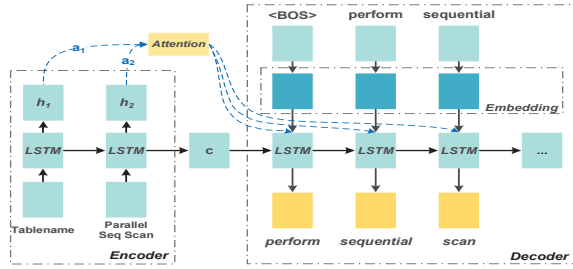 <BOS> perform sequential
a1 Attention
a2
h1 h2
Embedding
LSTM LSTM c LSTM LSTM LSTM ...
Tablename Parallel
Seq Scan
perform sequential scan
Encoder Decoder